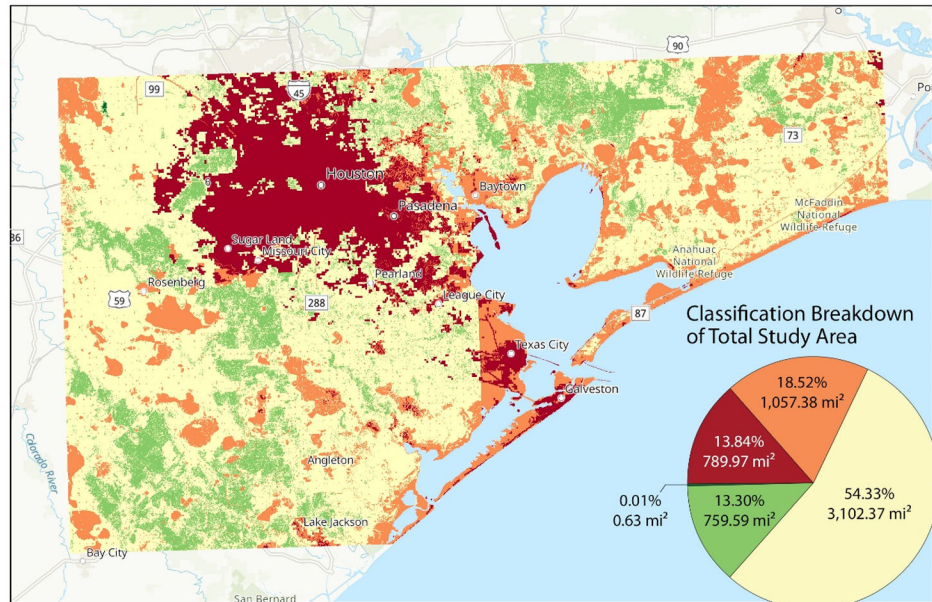 90
99
45
73
Po
Houston
Baytown
Pasadena
McFaddin
National
Wildlife Refuge
36
Sugar Land
Missouri City
Anahuac
National
Wildlife Refuge
Pearland
Rosenberg
59
288
League City
87
Classification Breakdown
of Total Study Area
Texas City
Galveston
18.52%
1,057.38 mi²
13.84%
789.97 mi²
54.33%
3,102.37 mi²
0.01%
0.63 mi²
13.30%
759.59 mi²
Colorado River
Angleton
Lake Jackson
Bay City
San Bernard